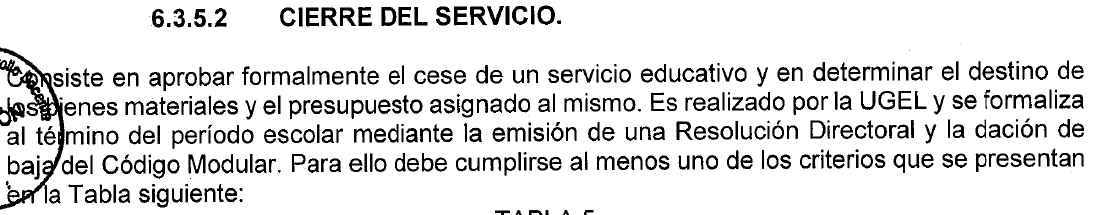 6.3.5.2 CIERRE DEL SERVICIO.
Consiste en aprobar formalmente el cese de un servicio educativo y en determinar el destino de
los bienes materiales y el presupuesto asignado al mismo. Es realizado por la UGEL y se formaliza
al término del período escolar mediante la emisión de una Resolución Directoral y la dación de
baja del Código Modular. Para ello debe cumplirse al menos uno de los criterios que se presentan
en la Tabla siguiente: